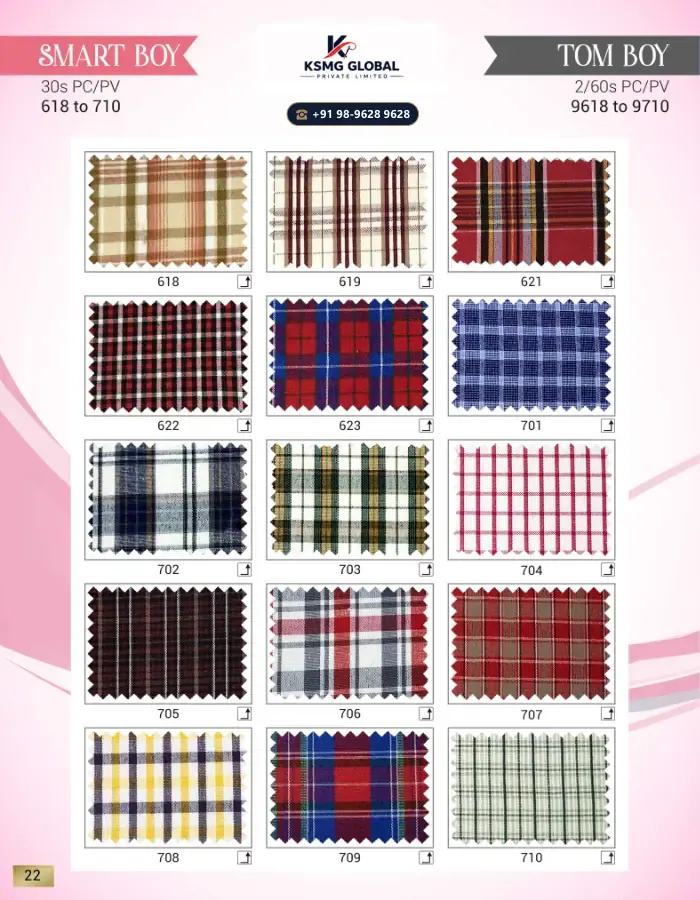 SMART BOY
30s PC/PV
618 to 710
KSMG GLOBAL
PRIVATE LIMITED
+91 98-9628 9628
TOM BOY
2/60s PC/PV
9618 to 9710
618
619
621
622
623
701
702
703
704
705
706
707
708
709
710
22